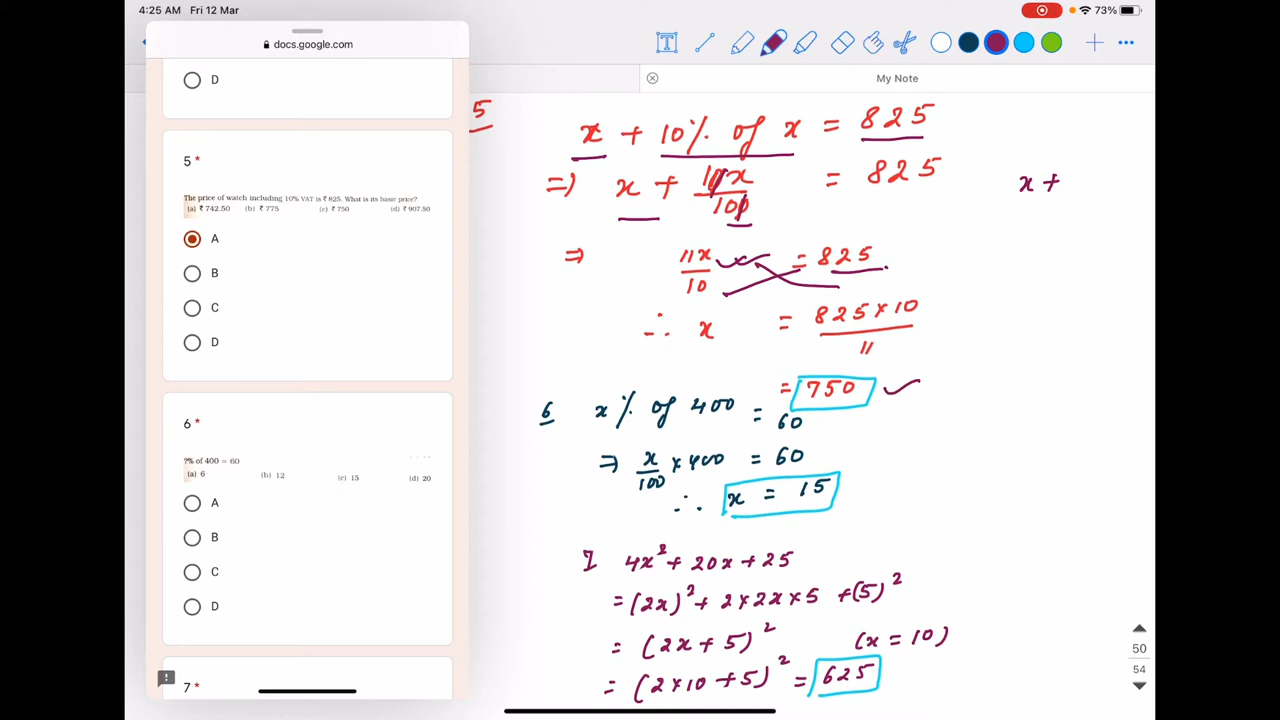 4:25 AM Fri 12 Mar
73%
docs.google.com
D
5 *
The price of watch including 10% VAT is ₹ 825. What is its basic price?
(a) ₹ 742.50 (b) ₹ 775 (c) ₹ 750 (d) ₹ 907.50
A
B
C
D
6 *
?% of 400 = 60
(a) 6 (b) 12 (c) 15 (d) 20
A
B
C
D
7 *
T
My Note
5
x + 10% of x = 825
⇒ x + 10x/100 = 825
x +
⇒ 11x/10 = 825
∴ x = 825 × 10 / 11
= 750
6 x% of 400 = 60
⇒ x/100 × 400 = 60
∴ x = 15
7 4x² + 20x + 25
= (2x)² + 2 × 2x × 5 + (5)²
= (2x + 5)² (x = 10)
= (2 × 10 + 5)² = 625
50
54